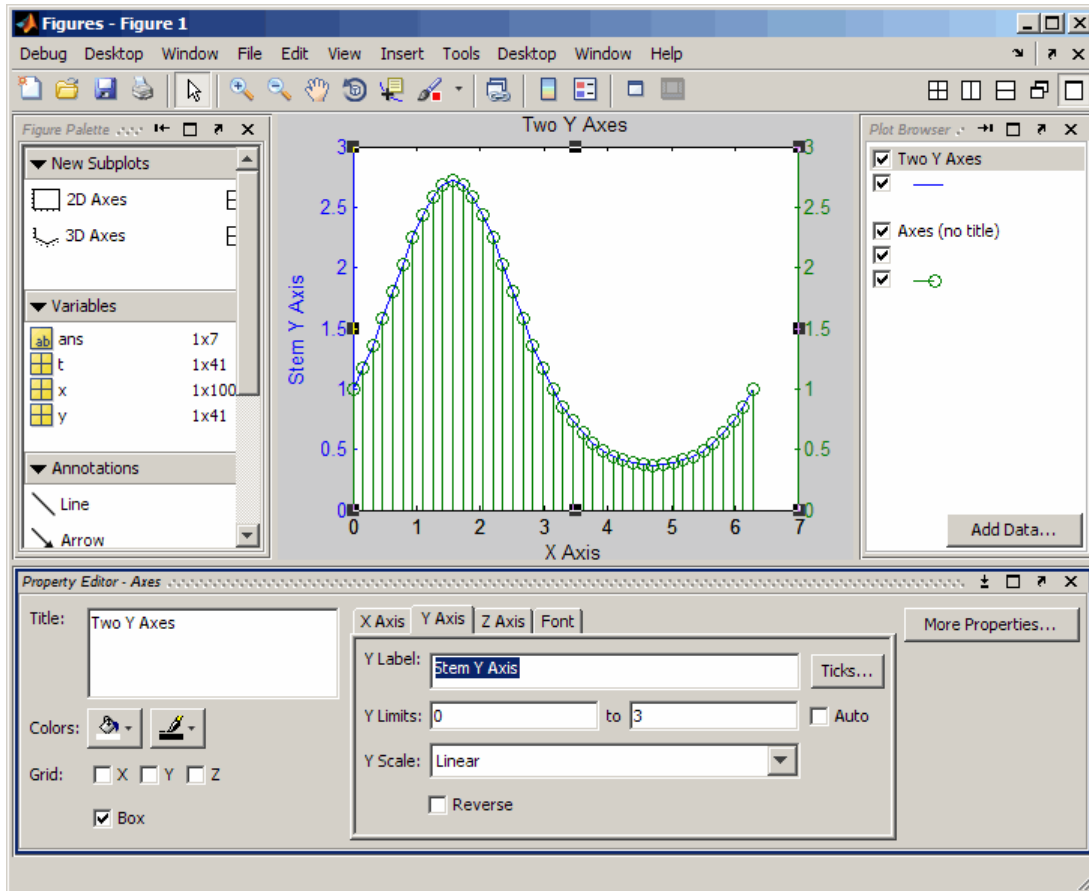 Figures - Figure 1
Debug Desktop Window File Edit View Insert Tools Desktop Window Help
Figure Palette
New Subplots
2D Axes
3D Axes
Variables
ab ans 1x7
t 1x41
x 1x100
y 1x41
Annotations
Line
Arrow
Two Y Axes
3 3
2.5 2.5
2 2
1.5 1.5
1 1
0.5 0.5
0 0
Stem Y Axis
0 1 2 3 4 5 6 7
X Axis
Plot Browser
Two Y Axes
Axes (no title)
Add Data...
Property Editor - Axes
Title: Two Y Axes
Colors:
Grid: X Y Z
Box
X Axis Y Axis Z Axis Font
Y Label: Stem Y Axis Ticks...
Y Limits: 0 to 3 Auto
Y Scale: Linear
Reverse
More Properties...